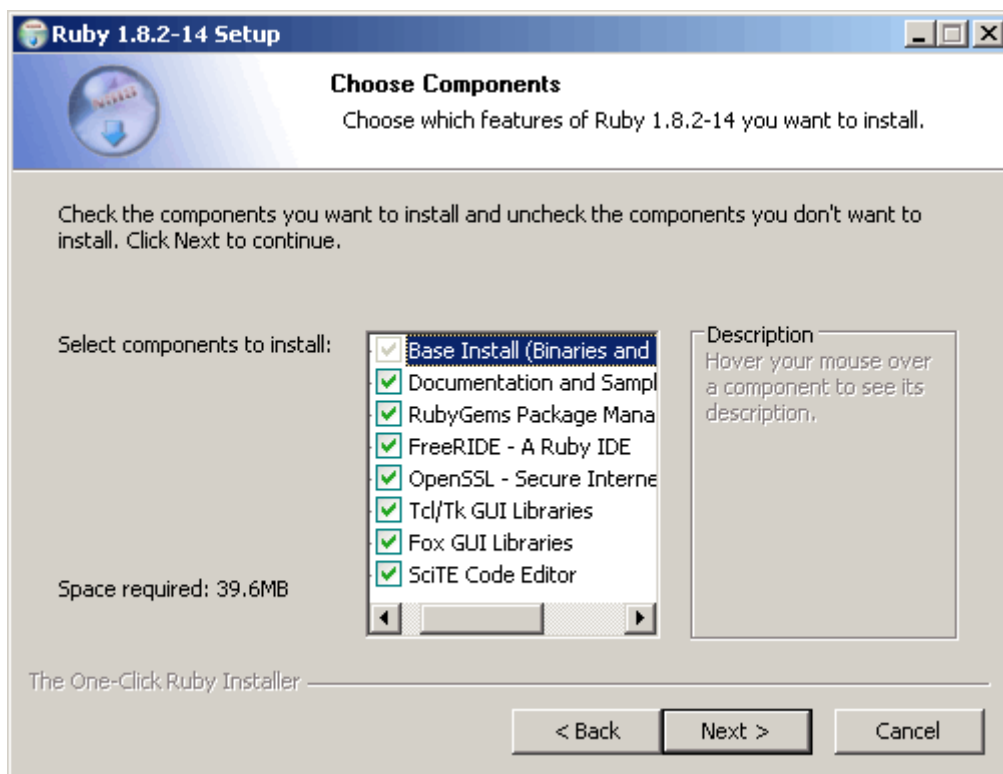 Ruby 1.8.2-14 Setup
Choose Components
Choose which features of Ruby 1.8.2-14 you want to install.
Check the components you want to install and uncheck the components you don't want to
install. Click Next to continue.
Select components to install:
Base Install (Binaries and
Documentation and Sampl
RubyGems Package Mana
FreeRIDE - A Ruby IDE
OpenSSL - Secure Interne
Tcl/Tk GUI Libraries
Fox GUI Libraries
SciTE Code Editor
Description
Hover your mouse over
a component to see its
description.
Space required: 39.6MB
The One-Click Ruby Installer
< Back
Next >
Cancel